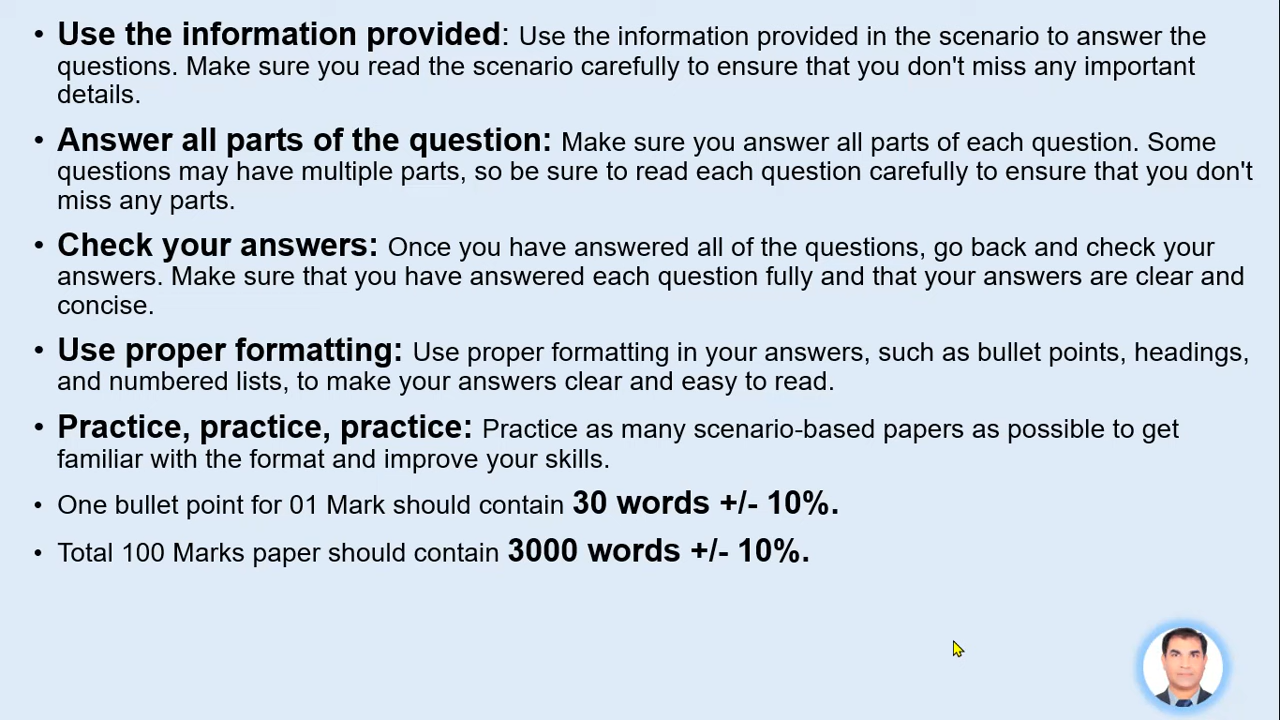 • Use the information provided: Use the information provided in the scenario to answer the
questions. Make sure you read the scenario carefully to ensure that you don't miss any important
details.
• Answer all parts of the question: Make sure you answer all parts of each question. Some
questions may have multiple parts, so be sure to read each question carefully to ensure that you don't
miss any parts.
• Check your answers: Once you have answered all of the questions, go back and check your
answers. Make sure that you have answered each question fully and that your answers are clear and
concise.
• Use proper formatting: Use proper formatting in your answers, such as bullet points, headings,
and numbered lists, to make your answers clear and easy to read.
• Practice, practice, practice: Practice as many scenario-based papers as possible to get
familiar with the format and improve your skills.
• One bullet point for 01 Mark should contain 30 words +/- 10%.
• Total 100 Marks paper should contain 3000 words +/- 10%.